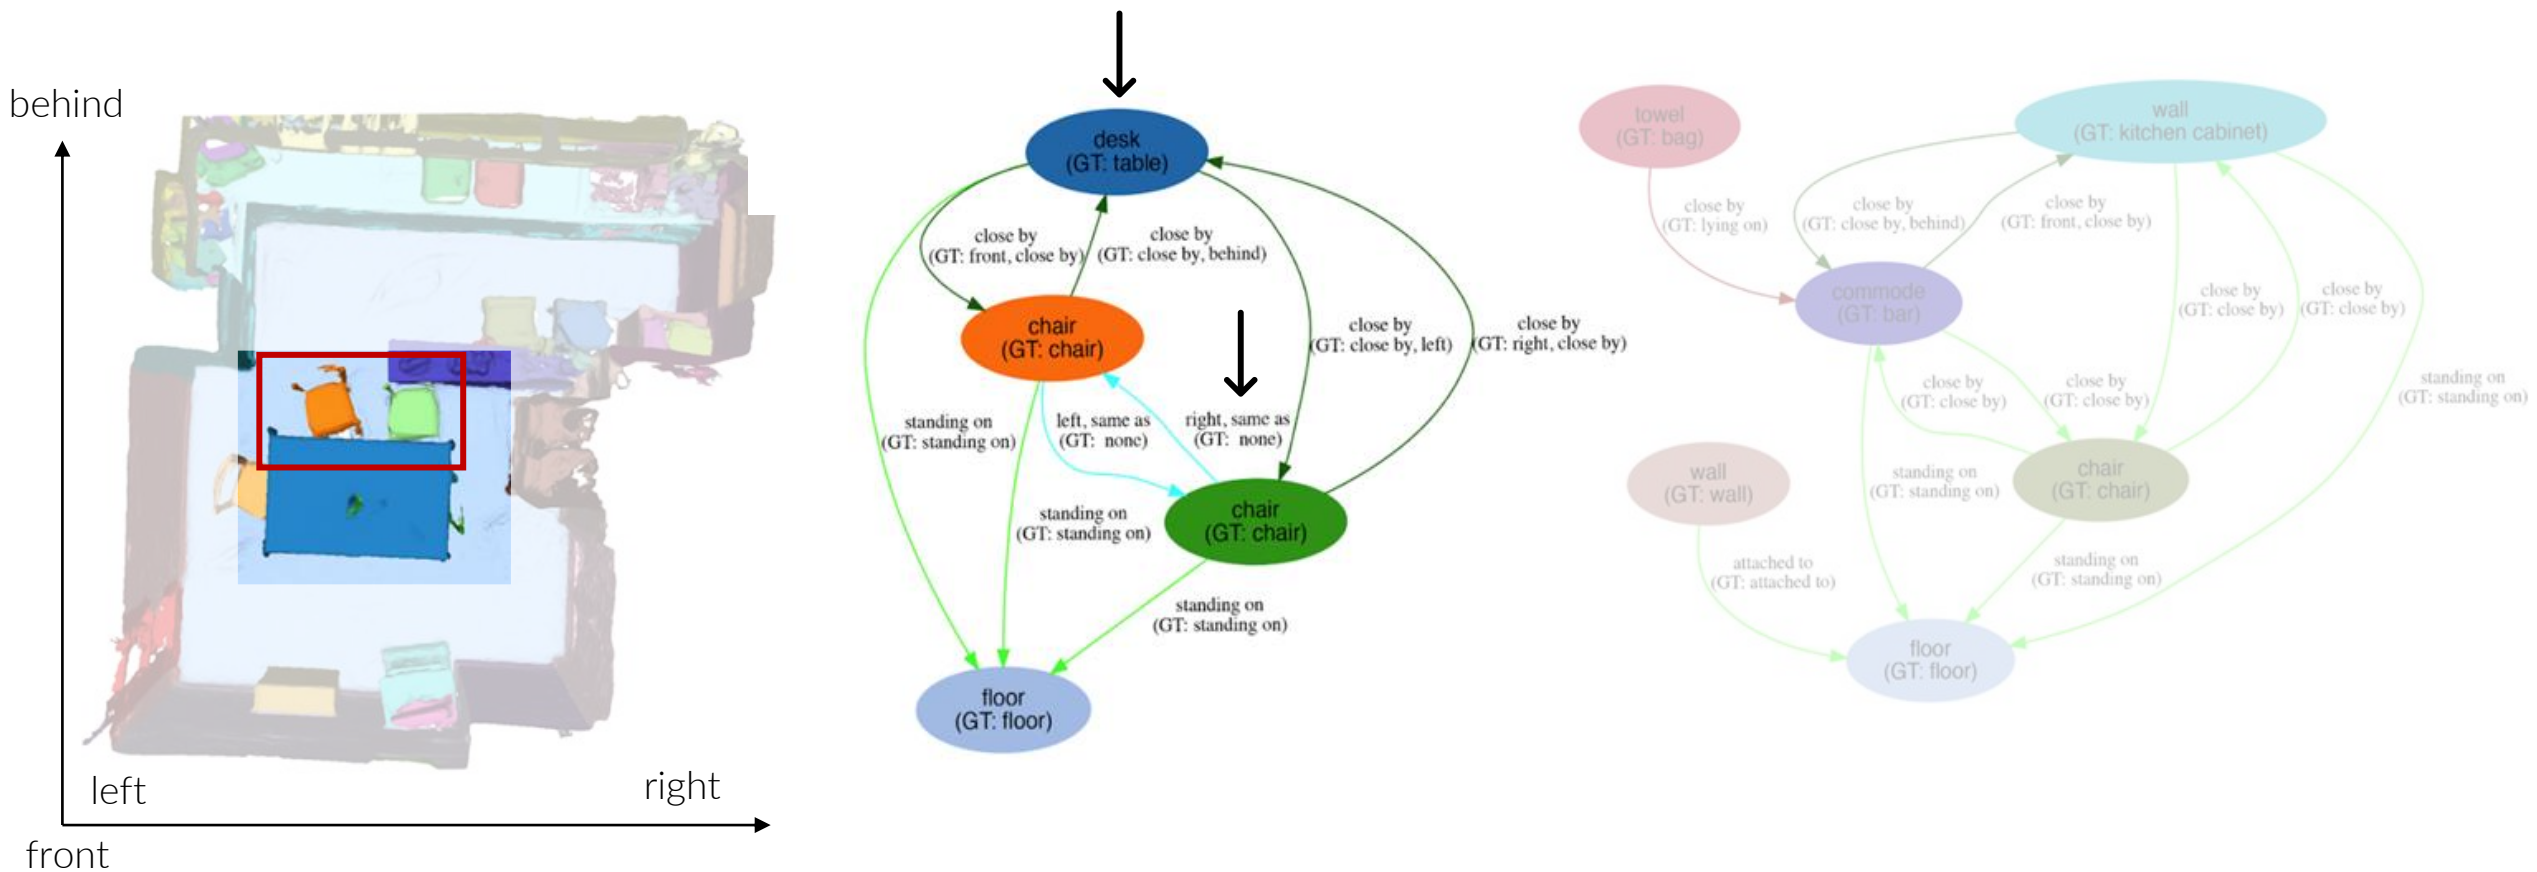 behind
left
right
front
desk
(GT: table)
close by
(GT: front, close by)
close by
(GT: close by, behind)
chair
(GT: chair)
close by
(GT: close by, left)
close by
(GT: right, close by)
standing on
(GT: standing on)
left, same as
(GT: none)
right, same as
(GT: none)
standing on
(GT: standing on)
chair
(GT: chair)
standing on
(GT: standing on)
floor
(GT: floor)
towel
(GT: bag)
wall
(GT: kitchen cabinet)
close by
(GT: lying on)
close by
(GT: close by, behind)
close by
(GT: front, close by)
commode
(GT: bar)
close by
(GT: close by)
close by
(GT: close by)
close by
(GT: close by)
close by
(GT: close by)
standing on
(GT: standing on)
wall
(GT: wall)
standing on
(GT: standing on)
chair
(GT: chair)
attached to
(GT: attached to)
standing on
(GT: standing on)
floor
(GT: floor)